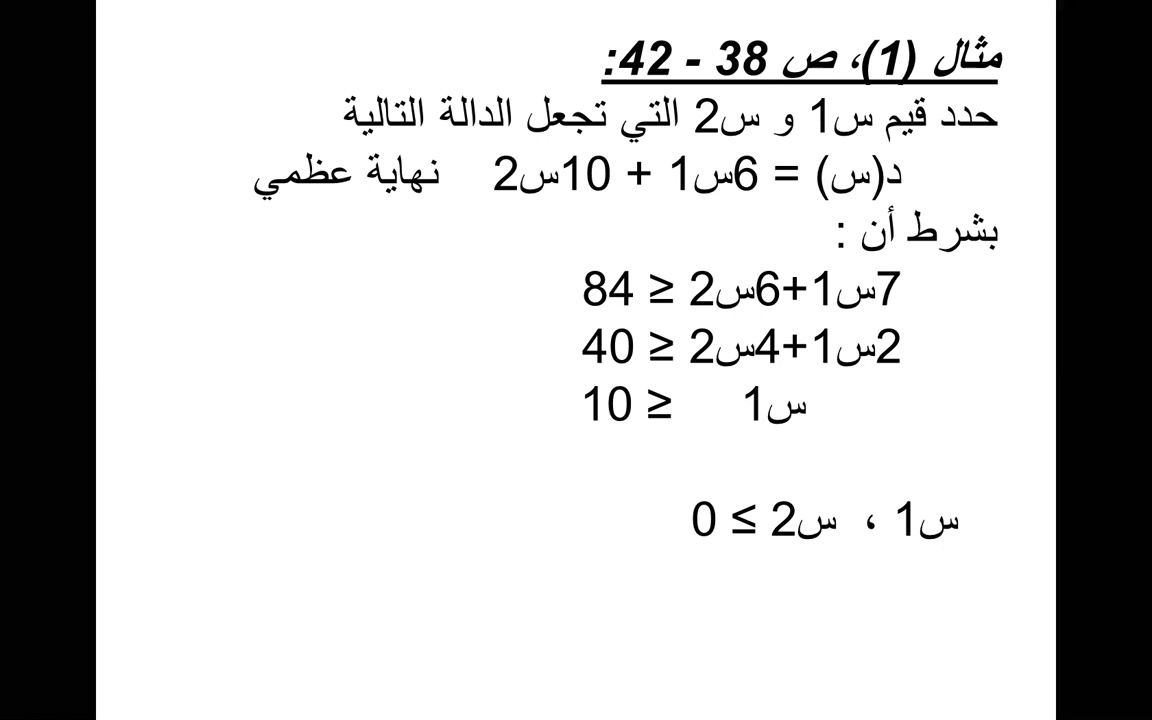 مثال (1)، ص 38 - 42:
حدد قيم س1 و س2 التي تجعل الدالة التالية
د(س) = 6س1 + 10س2 نهاية عظمي
بشرط أن :
7س1+6س2 ≤ 84
2س1+4س2 ≤ 40
س1 ≤ 10
س1 ، س2 ≥ 0